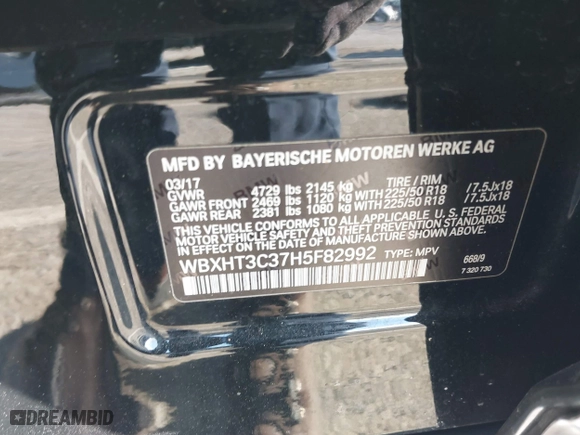 MFD BY BAYERISCHE MOTOREN WERKE AG
03/17 TIRE / RIM
GVWR 4729 lbs 2145 kg
GAWR FRONT 2469 lbs 1120 kg WITH 225/50 R18 /7.5Jx18
GAWR REAR 2381 lbs 1080 kg WITH 225/50 R18 /7.5Jx18
THIS VEHICLE CONFORMS TO ALL APPLICABLE U. S. FEDERAL
MOTOR VEHICLE SAFETY, BUMPER, AND THEFT
PREVENTION STANDARDS IN EFFECT ON THE DATE OF
MANUFACTURE SHOWN ABOVE.
WBXHT3C37H5F82992 TYPE: MPV
668/9
7 320 730
DREAMBID